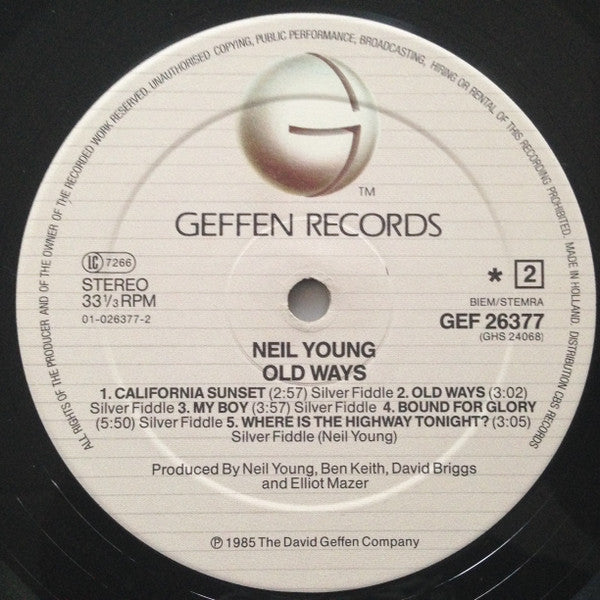 ALL RIGHTS OF THE PRODUCER AND OF THE OWNER OF THE RECORDED WORK RESERVED. UNAUTHORISED COPYING, PUBLIC PERFORMANCE, BROADCASTING, HIRING OR RENTAL OF THIS RECORDING PROHIBITED. MADE IN HOLLAND. DISTRIBUTION CBS RECORDS
G
TM
GEFFEN RECORDS
LC 7266
STEREO
33 1/3 RPM
01-026377-2
* 2
BIEM/STEMRA
GEF 26377
(GHS 24068)
NEIL YOUNG
OLD WAYS
1. CALIFORNIA SUNSET (2:57) Silver Fiddle 2. OLD WAYS (3:02)
Silver Fiddle 3. MY BOY (3:57) Silver Fiddle 4. BOUND FOR GLORY
(5:50) Silver Fiddle 5. WHERE IS THE HIGHWAY TONIGHT? (3:05)
Silver Fiddle (Neil Young)
Produced By Neil Young, Ben Keith, David Briggs
and Elliot Mazer
℗ 1985 The David Geffen Company